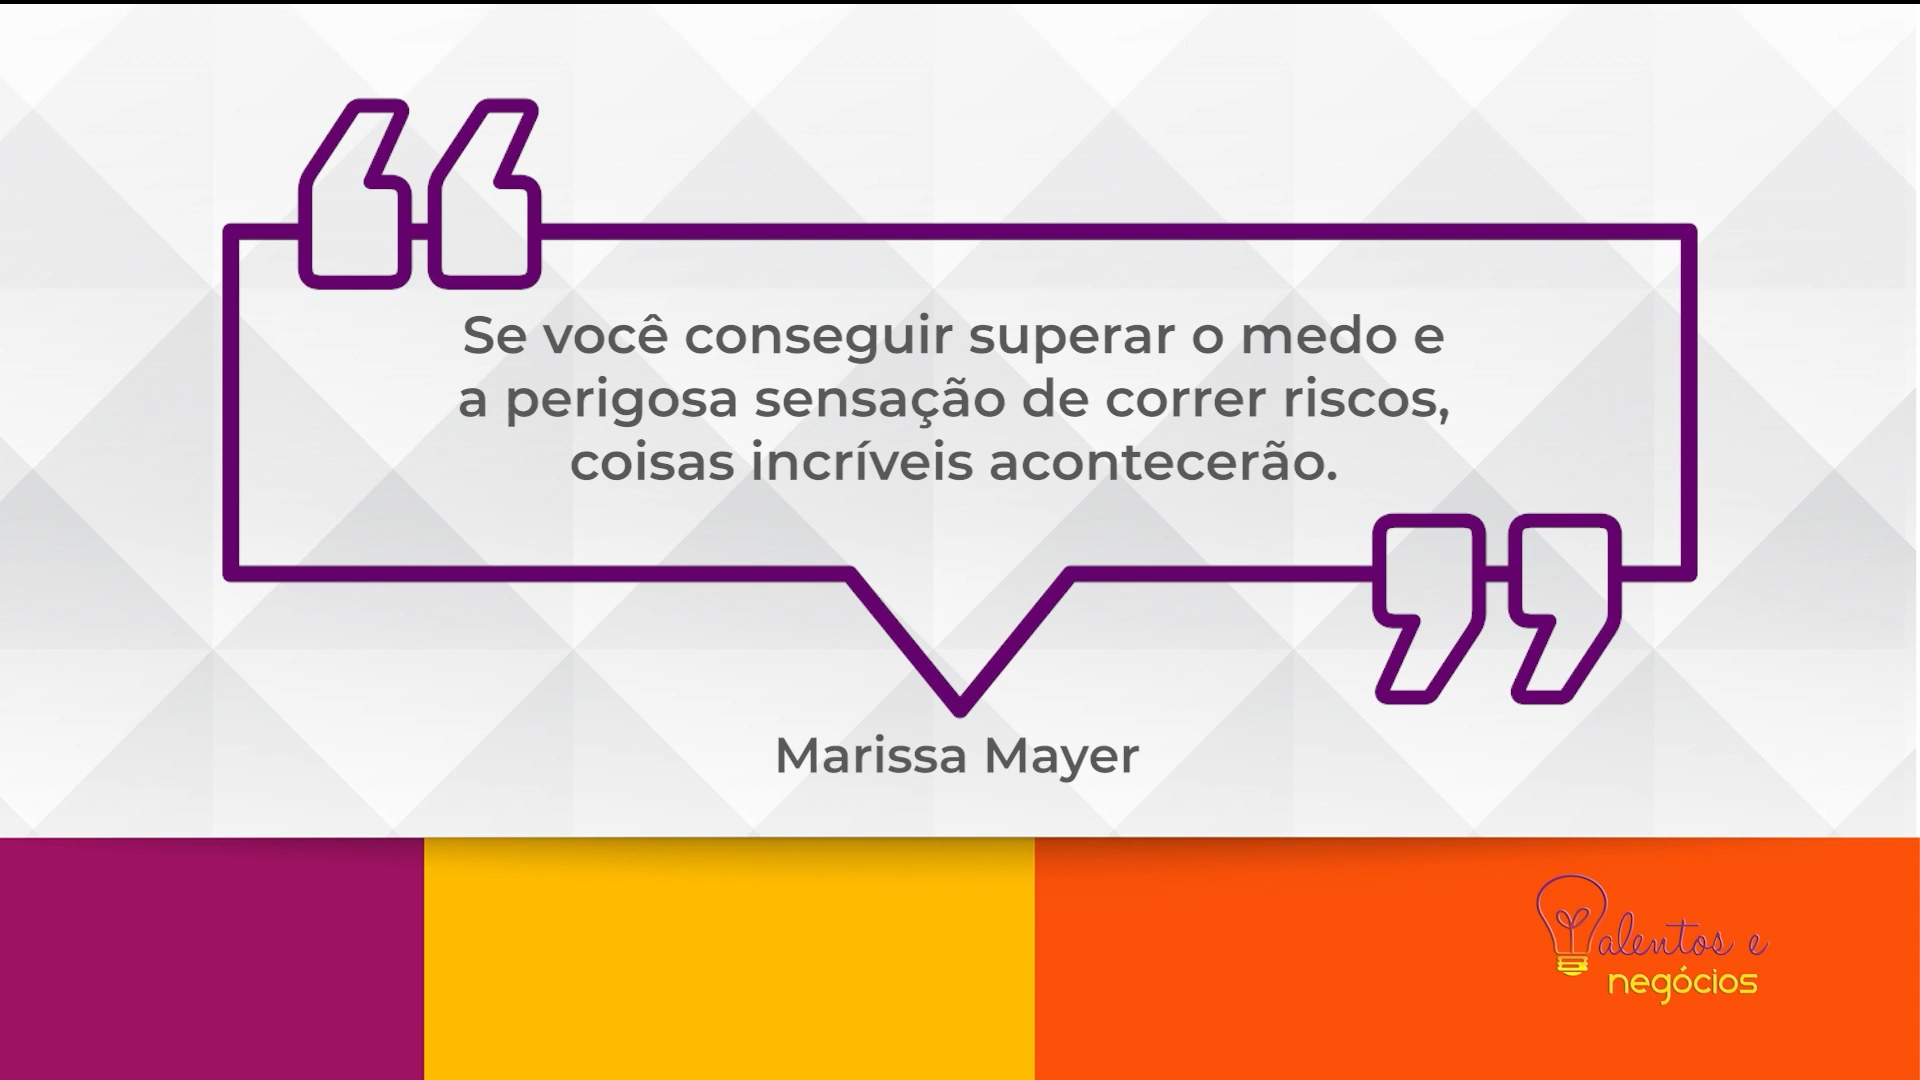 Se você conseguir superar o medo e
a perigosa sensação de correr riscos,
coisas incríveis acontecerão.
Marissa Mayer
Talentos e
negócios